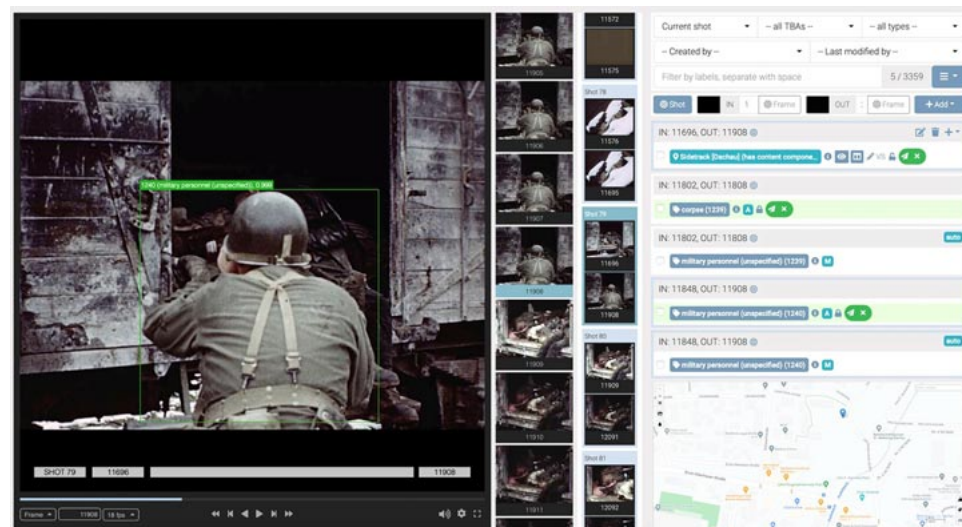 1240 (military personnel (unspecified)), 0.999
SHOT 79
11696
11908
Frame
11908
18 fps
11905
11906
11907
11908
11909
11910
11911
11572
11575
Shot 78
11576
11695
Shot 79
11696
11908
Shot 80
11909
12091
Shot 81
12092
Current shot
-- all TBAs --
-- all types --
-- Created by --
-- Last modified by --
Filter by labels, separate with space
5 / 3359
Shot
IN
Frame
OUT
:
Frame
+ Add
IN: 11696, OUT: 11908
Sidetrack [Dachau] (has content compone...
VS
IN: 11802, OUT: 11808
corpse (1239)
A
IN: 11802, OUT: 11808
auto
military personnel (unspecified) (1239)
M
IN: 11848, OUT: 11908
military personnel (unspecified) (1240)
A
IN: 11848, OUT: 11908
auto
military personnel (unspecified) (1240)
M